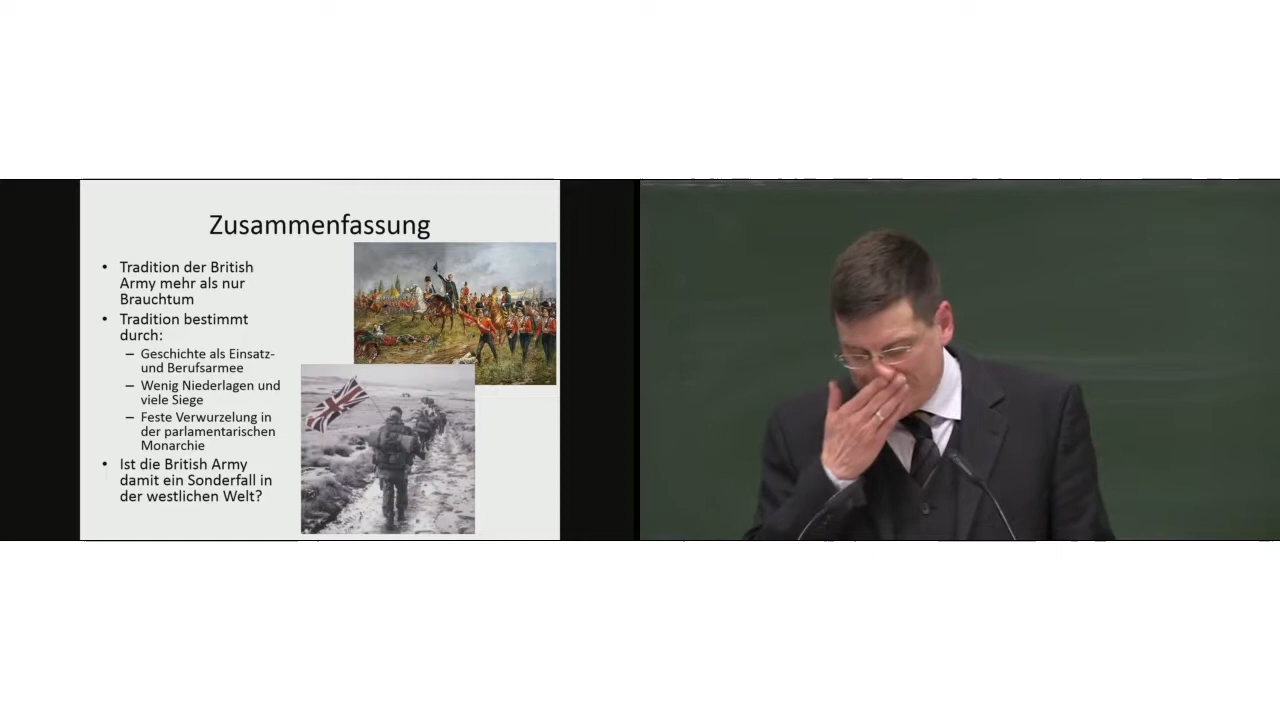 Zusammenfassung
• Tradition der British
Army mehr als nur
Brauchtum
• Tradition bestimmt
durch:
– Geschichte als Einsatz-
und Berufsarmee
– Wenig Niederlagen und
viele Siege
– Feste Verwurzelung in
der parlamentarischen
Monarchie
• Ist die British Army
damit ein Sonderfall in
der westlichen Welt?